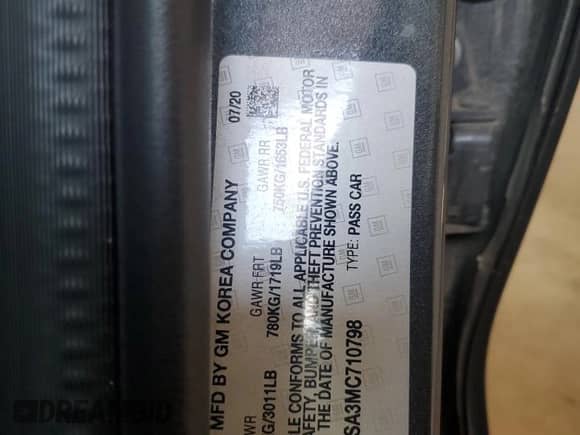 MFD BY GM KOREA COMPANY 07/20
GAWR FRT GAWR RR
G/3011LB 780KG/1719LB 750KG/1653LB
LE CONFORMS TO ALL APPLICABLE U.S. FEDERAL MOTOR
AFETY, BUMPER, AND THEFT PREVENTION STANDARDS IN
THE DATE OF MANUFACTURE SHOWN ABOVE.
SA3MC710798 TYPE: PASS CAR
GM
DREAMBID